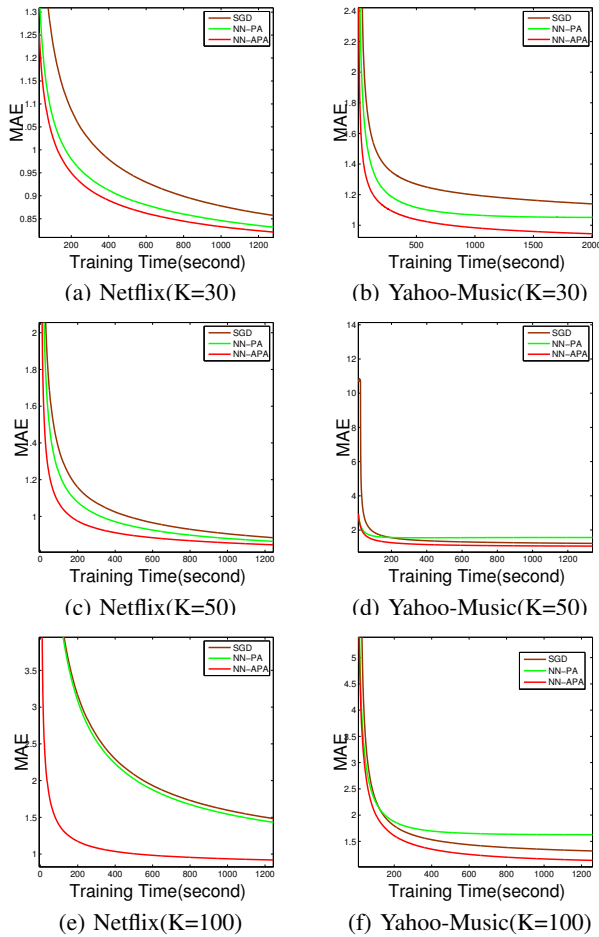 1.3
1.25
1.2
1.15
1.1
1.05
1
0.95
0.9
0.85
MAE
SGD
NN-PA
NN-APA
200 400 600 800 1000 1200
Training Time(second)
(a) Netflix(K=30)
2.4
2.2
2
1.8
1.6
1.4
1.2
1
MAE
SGD
NN-PA
NN-APA
500 1000 1500 2000
Training Time(second)
(b) Yahoo-Music(K=30)
2
1.8
1.6
1.4
1.2
1
MAE
SGD
NN-PA
NN-APA
0 200 400 600 800 1000 1200
Training Time(second)
(c) Netflix(K=50)
14
12
10
8
6
4
2
MAE
SGD
NN-PA
NN-APA
200 400 600 800 1000 1200
Training Time(second)
(d) Yahoo-Music(K=50)
3.5
3
2.5
2
1.5
1
MAE
SGD
NN-PA
NN-APA
0 200 400 600 800 1000 1200
Training Time(second)
(e) Netflix(K=100)
5
4.5
4
3.5
3
2.5
2
1.5
MAE
SGD
NN-PA
NN-APA
200 400 600 800 1000 1200
Training Time(second)
(f) Yahoo-Music(K=100)